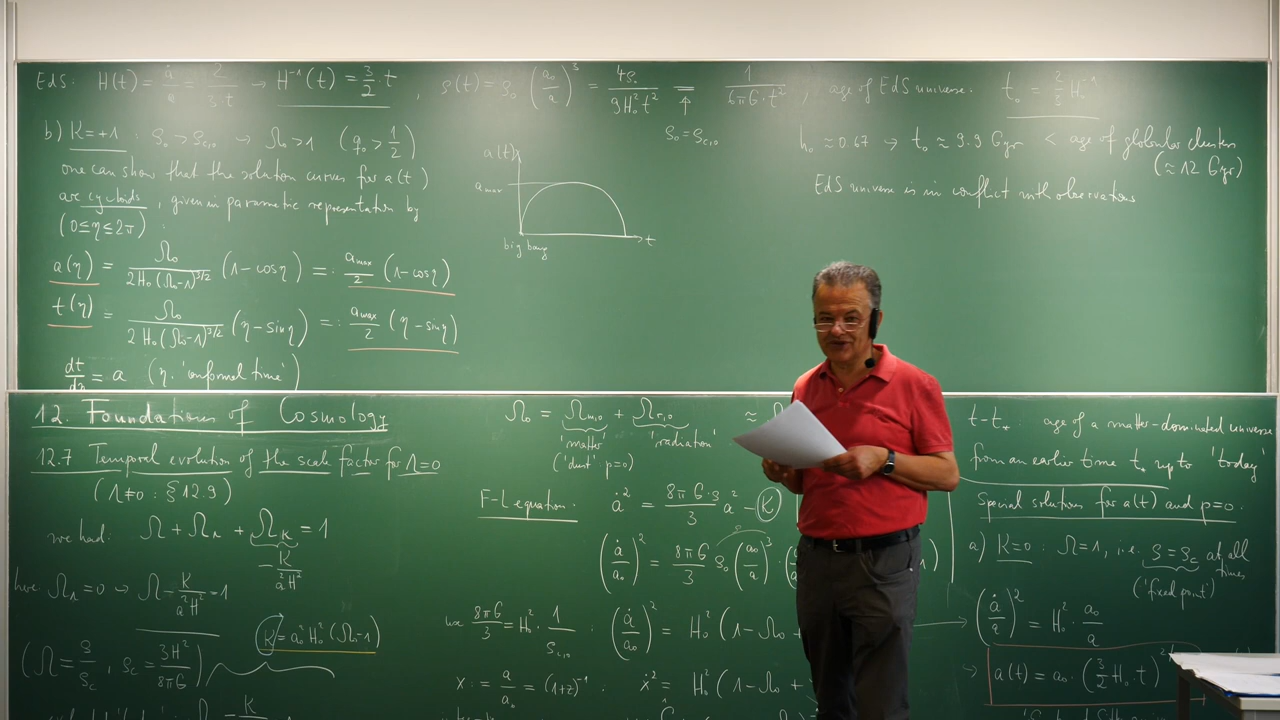 EdS: H(t) = ȧ/a = 2/(3·t) → H⁻¹(t) = 3/2 · t , ρ(t) = ρ₀ (a₀/a)³ = 4ρ₀/(9H₀²t²) = 1/(6πG·t²) ; age of EdS universe: t₀ = 2/3 H₀⁻¹
ρ₀ = ρc,0
h₀ ≈ 0.67 → t₀ ≈ 9.9 Gyr < age of globular clusters
(≈ 12 Gyr)
EdS universe is in conflict with observations
b) K=+1 : ρ₀ > ρc,0 → Ω₀ > 1 (q₀ > 1/2)
one can show that the solution curves for a(t)
are cycloids, given in parametric representation by
(0≤η≤2π) :
a(η) = Ω₀/(2H₀(Ω₀-1)^3/2) (1-cosη) =: amax/2 (1-cosη)
t(η) = Ω₀/(2H₀(Ω₀-1)^3/2) (η-sinη) =: amax/2 (η-sinη)
dt/dη = a (η: 'conformal time')
a(t)
amax
big bang
t
12. Foundations of Cosmology
12.7 Temporal evolution of the scale factor for Λ=0
(Λ≠0 : §12.9)
we had: Ω + ΩΛ + ΩK = 1
-K/(a²H²)
here ΩΛ=0 → Ω - K/(a²H²) = 1
K = a₀²H₀²(Ω₀-1)
(Ω = ρ/ρc , ρc = 3H²/(8πG))
Ω₀ = Ωm,0 + Ωr,0 ≈
'matter' 'radiation'
('dust' p=0)
F-L equation: ȧ² = 8πGρ/3 a² - K
(ȧ/a₀)² = 8πG/3 ρ₀ (a₀/a)³ ·
use 8πG/3 = H₀² · 1/ρc,0 : (ȧ/a₀)² = H₀² (1-Ω₀ +
x := a/a₀ = (1+z)⁻¹ : ẋ² = H₀² (1-Ω₀ +
t-t* : age of a matter-dominated universe
from an earlier time t* up to 'today'
Special solutions for a(t) and p=0.
a) K=0 : Ω=1, i.e. ρ=ρc at all times
('fixed point')
(ȧ/a)² = H₀² · a₀/a
→ a(t) = a₀ · (3/2 H₀·t)